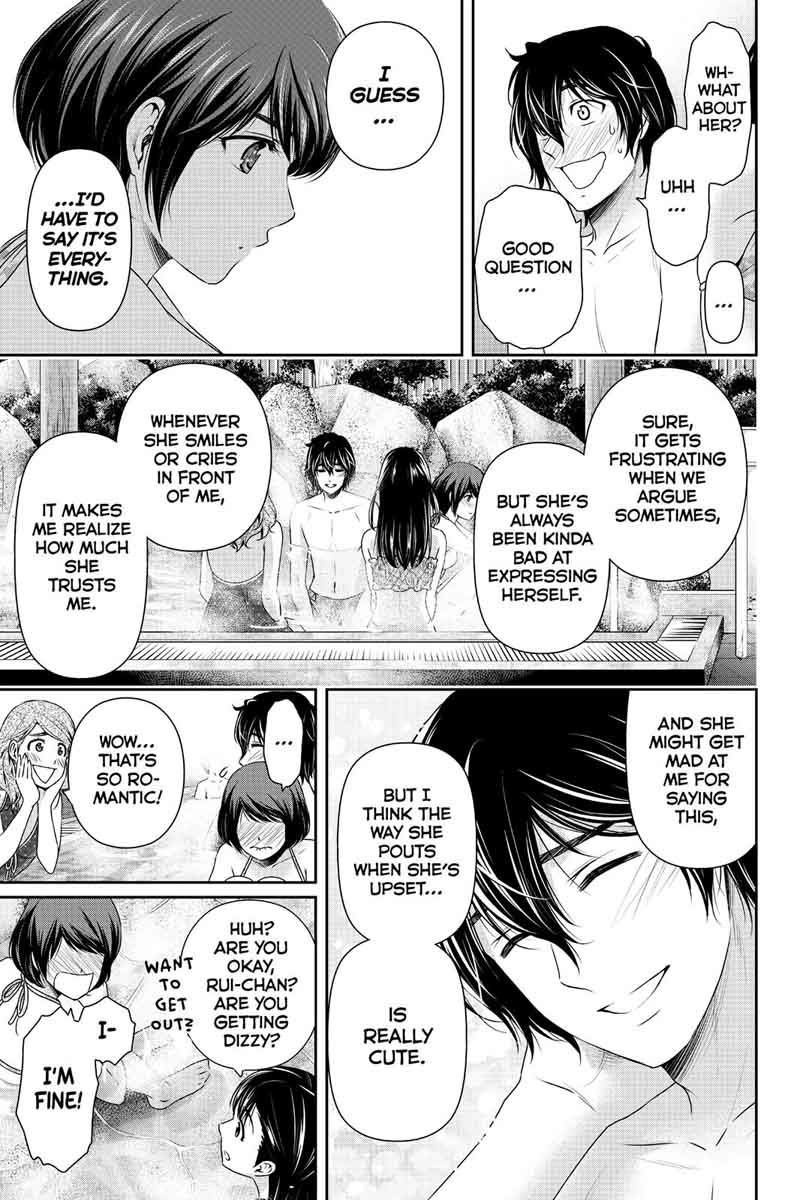 WH-
WHAT
ABOUT
HER?
UHH
...
GOOD
QUESTION
...
...
I
GUESS
...
...I'D
HAVE TO
SAY IT'S
EVERY-
THING.
SURE,
IT GETS
FRUSTRATING
WHEN WE
ARGUE
SOMETIMES,
BUT SHE'S
ALWAYS
BEEN KINDA
BAD AT
EXPRESSING
HERSELF.
WHENEVER
SHE SMILES
OR CRIES
IN FRONT
OF ME,
IT MAKES
ME REALIZE
HOW MUCH
SHE
TRUSTS
ME.
AND SHE
MIGHT GET
MAD AT
ME FOR
SAYING
THIS,
BUT I
THINK THE
WAY SHE
POUTS
WHEN SHE'S
UPSET...
IS
REALLY
CUTE.
...
WOW...
THAT'S
SO RO-
MANTIC!
HUH?
ARE YOU
OKAY,
RUI-CHAN?
ARE YOU
GETTING
DIZZY?
WANT
TO
GET
OUT?
I-
I'M
FINE!